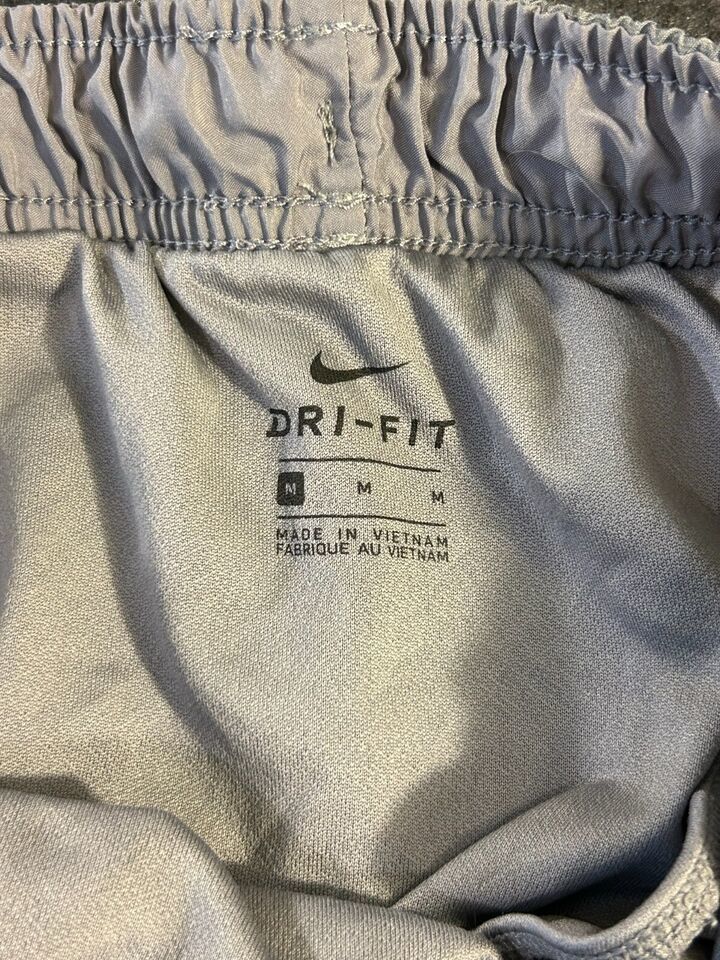 DRI-FIT
M M M
MADE IN VIETNAM
FABRIQUE AU VIETNAM